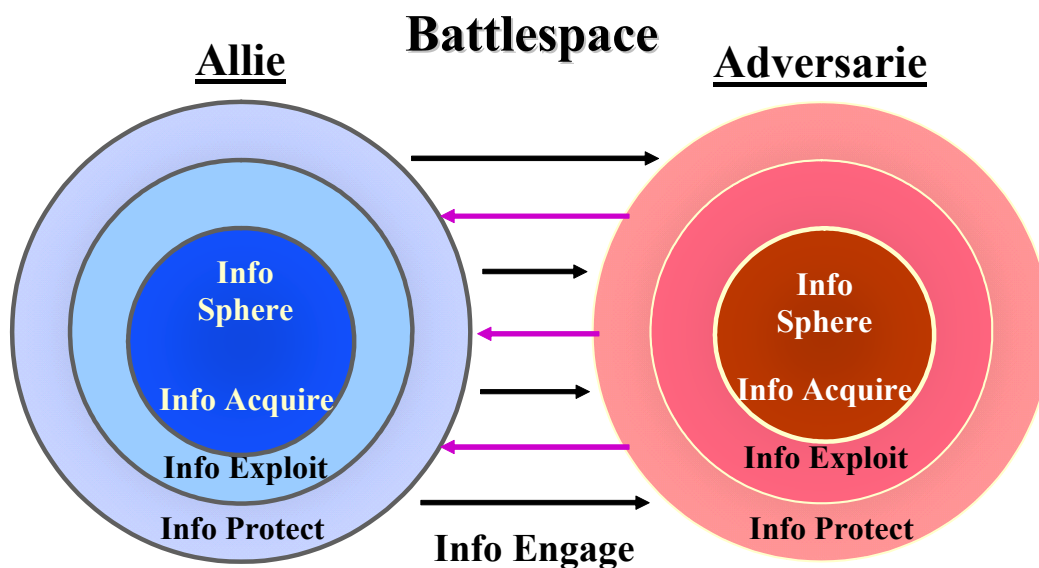 Battlespace
Allie
Adversarie
Info
Sphere
Info Acquire
Info Exploit
Info Protect
Info
Sphere
Info Acquire
Info Exploit
Info Protect
Info Engage